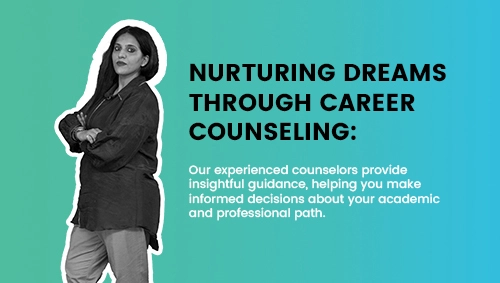 NURTURING DREAMS
THROUGH CAREER
COUNSELING:
Our experienced counselors provide
insightful guidance, helping you make
informed decisions about your academic
and professional path.